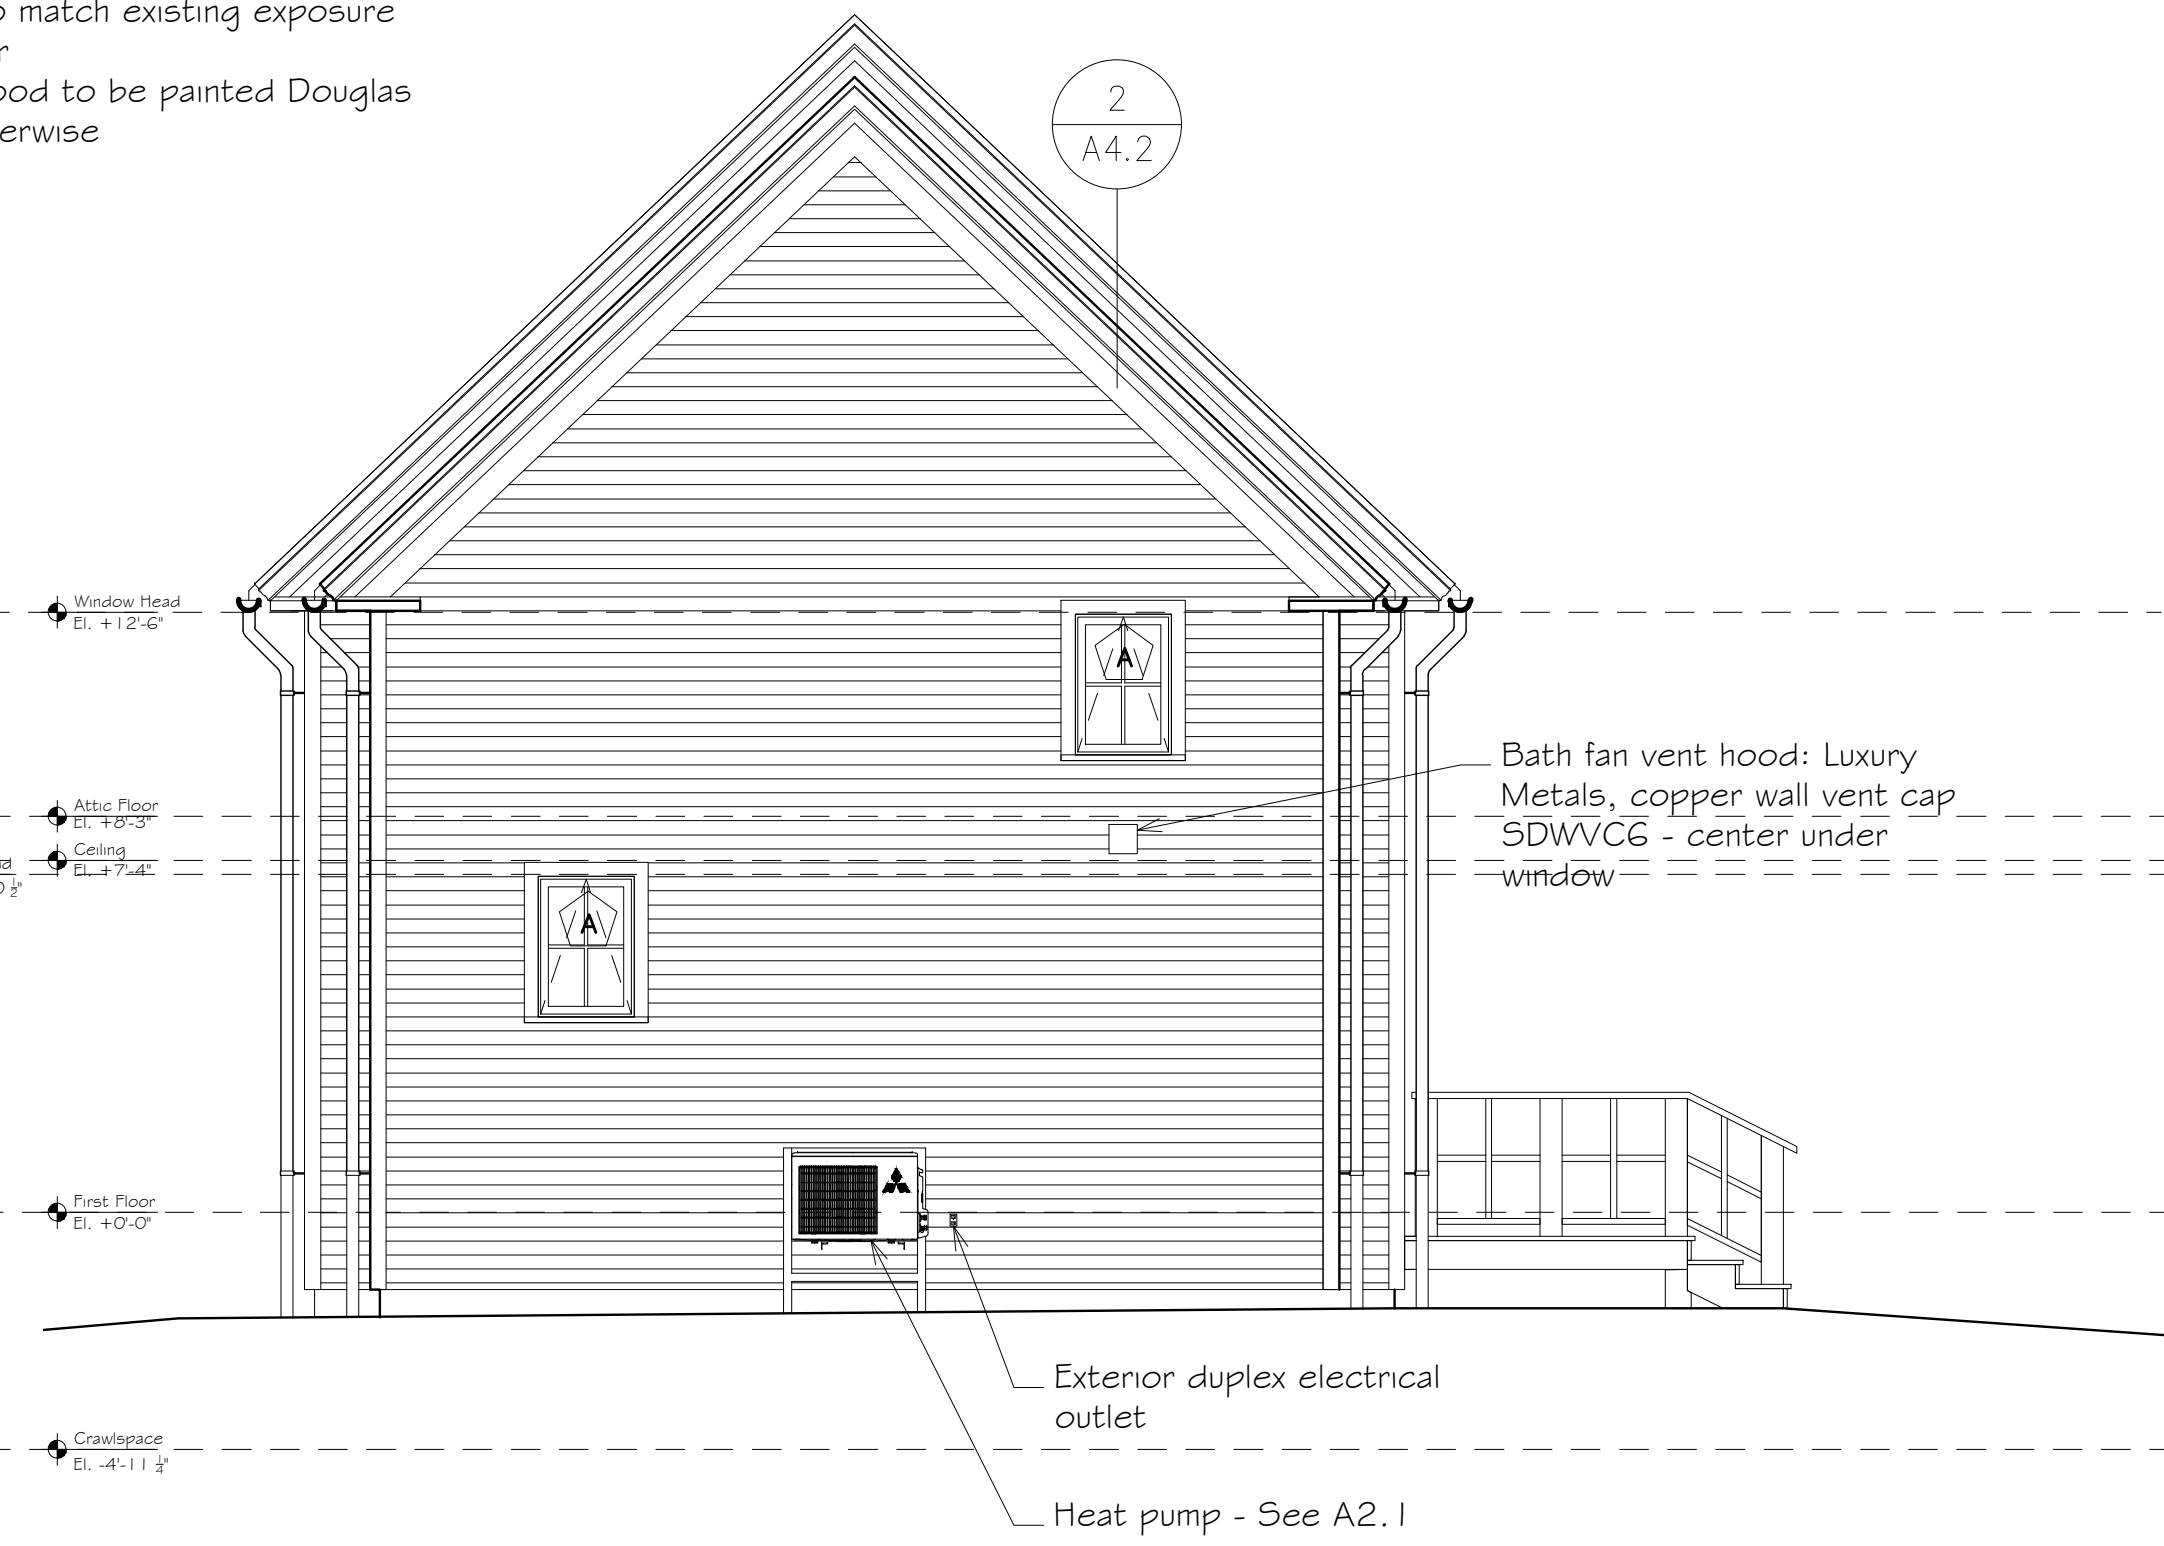 match existing exposure
to be painted Douglas
2
A4.2
Window Head
El. +12'-6"
A
Bath fan vent hood: Luxury
Metals, copper wall vent cap
SDWVC6 - center under
window
Attic Floor
El. +8'-3"
Ceiling
El. +7'-4"
A
First Floor
El. +0'-0"
Exterior duplex electrical
outlet
Crawlspace
El. -4'-11 1/4"
Heat pump - See A2.1